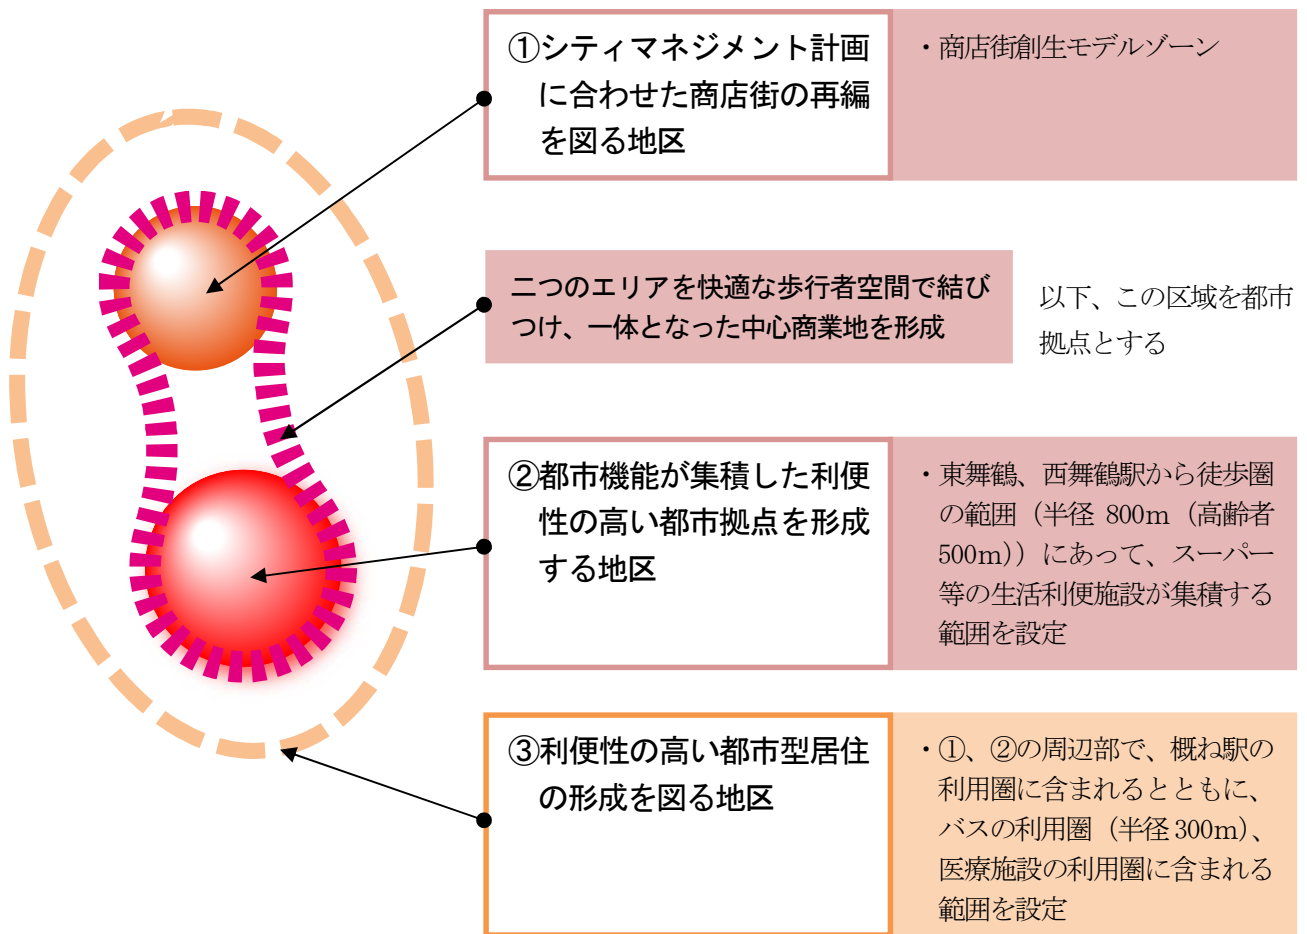 ①シティマネジメント計画
に合わせた商店街の再編
を図る地区
・商店街創生モデルゾーン
二つのエリアを快適な歩行者空間で結び
つけ、一体となった中心商業地を形成
以下、この区域を都市
拠点とする
②都市機能が集積した利便
性の高い都市拠点を形成
する地区
・東舞鶴、西舞鶴駅から徒歩圏
の範囲（半径 800m（高齢者
500m））にあって、スーパー
等の生活利便施設が集積する
範囲を設定
③利便性の高い都市型居住
の形成を図る地区
・①、②の周辺部で、概ね駅の
利用圏に含まれるとともに、
バスの利用圏（半径 300m）、
医療施設の利用圏に含まれる
範囲を設定